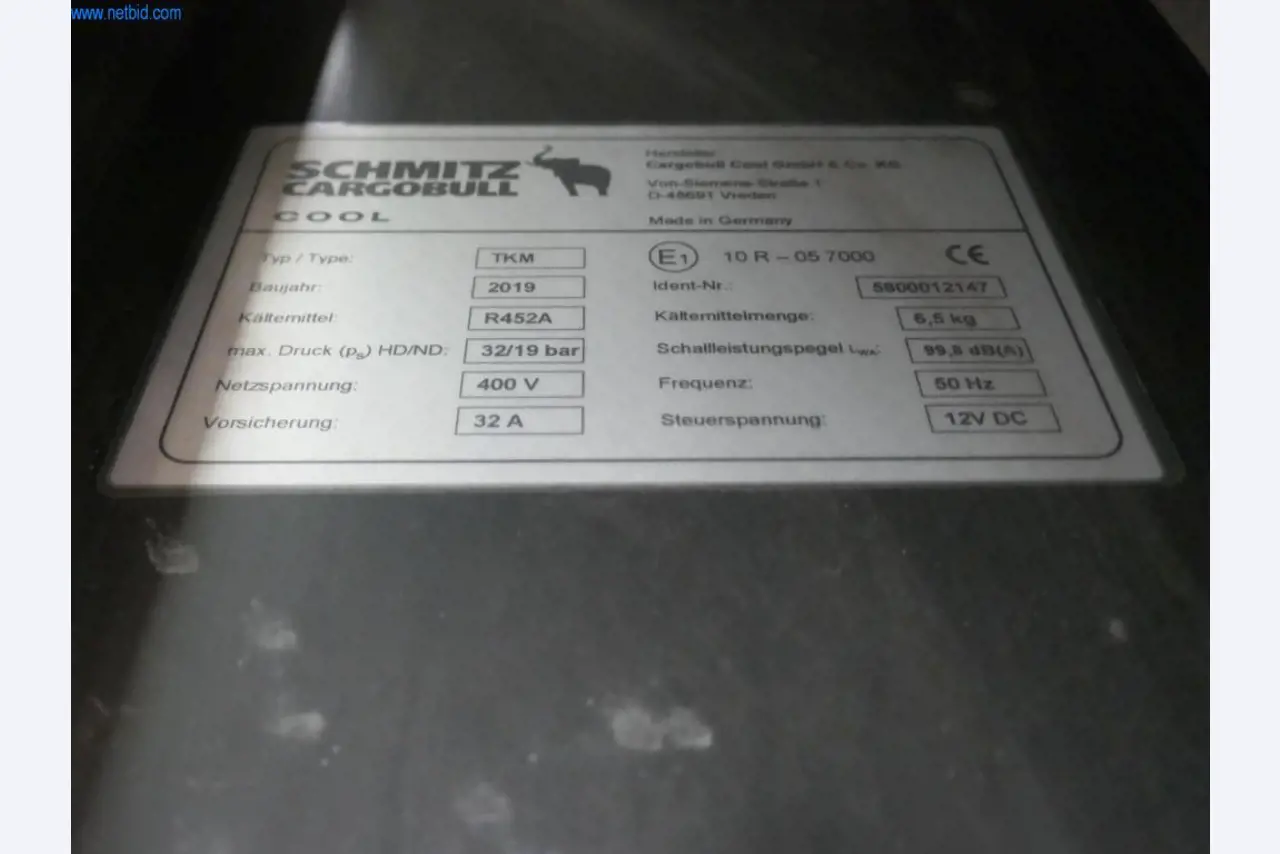 www.netbid.com
SCHMITZ
CARGOBULL
COOL
Hersteller:
Cargobull Cool GmbH & Co. KG
Von-Siemens-Straße 1
D-48691 Vreden
Made in Germany
Typ / Type: TKM
E1 10 R – 05 7000 CE
Baujahr: 2019
Ident-Nr.: 5800012147
Kältemittel: R452A
Kältemittelmenge: 6,5 kg
max. Druck (ps) HD/ND: 32/19 bar
Schallleistungspegel LWA: 99,8 dB(A)
Netzspannung: 400 V
Frequenz: 50 Hz
Vorsicherung: 32 A
Steuerspannung: 12V DC